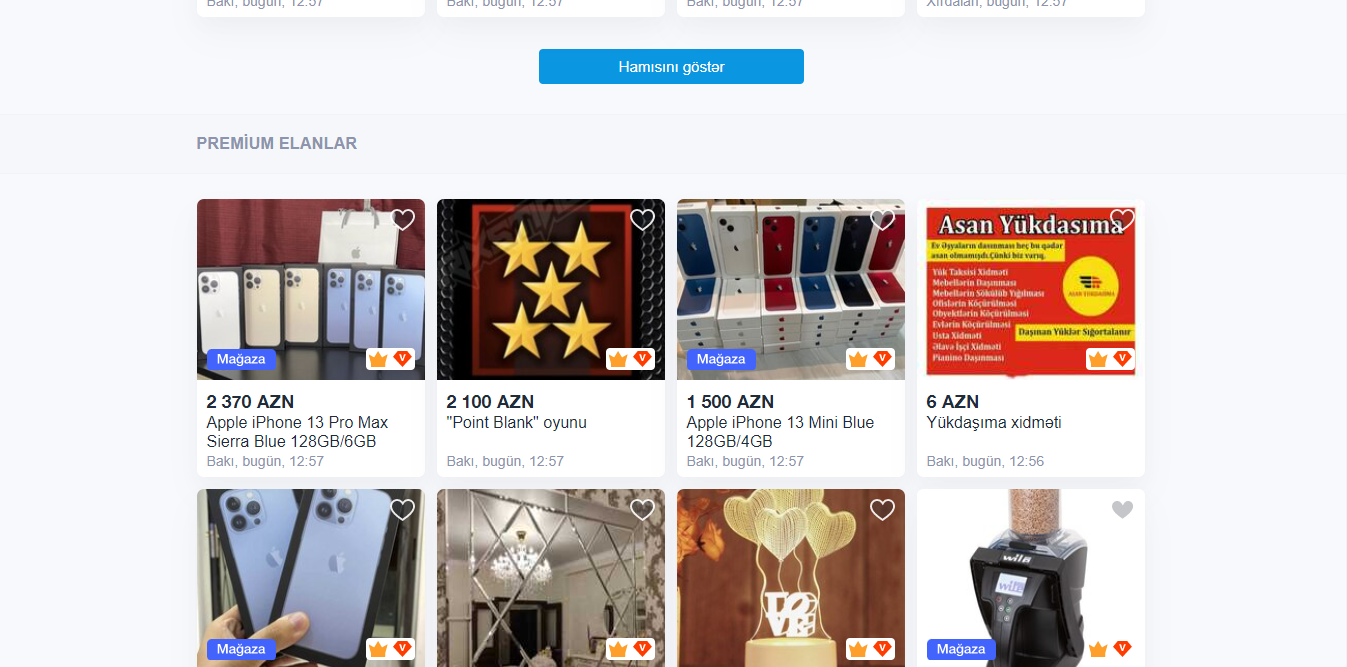 Bakı, bugün, 12:57
Bakı, bugün, 12:57
Bakı, bugün, 12:57
Xırdalan, bugün, 12:57
Hamısını göstər
PREMİUM ELANLAR
Mağaza
2 370 AZN
Apple iPhone 13 Pro Max
Sierra Blue 128GB/6GB
Bakı, bugün, 12:57
2 100 AZN
"Point Blank" oyunu
Bakı, bugün, 12:57
Mağaza
1 500 AZN
Apple iPhone 13 Mini Blue
128GB/4GB
Bakı, bugün, 12:57
Asan Yükdasıma
Ev Əşyaların dasınması heç bu qədər
asan olmamışdı.Çünki biz varıq.
Yük Taksisi Xidməti
Mebellərin Daşınması
Mebellərin Sökülüb Yığılması
Ofislərin Köçürülməsi
Obyektlərin Köçürülməsi
Evlərin Köçürülməsi
Usta Xidməti
Əlavə İşçi Xidməti
Pianino Daşınması
ASAN YUKDASIMA
Daşınan Yüklər Sığortalanır
6 AZN
Yükdaşıma xidməti
Bakı, bugün, 12:56
Mağaza
LOVE
wile
wile
Mağaza